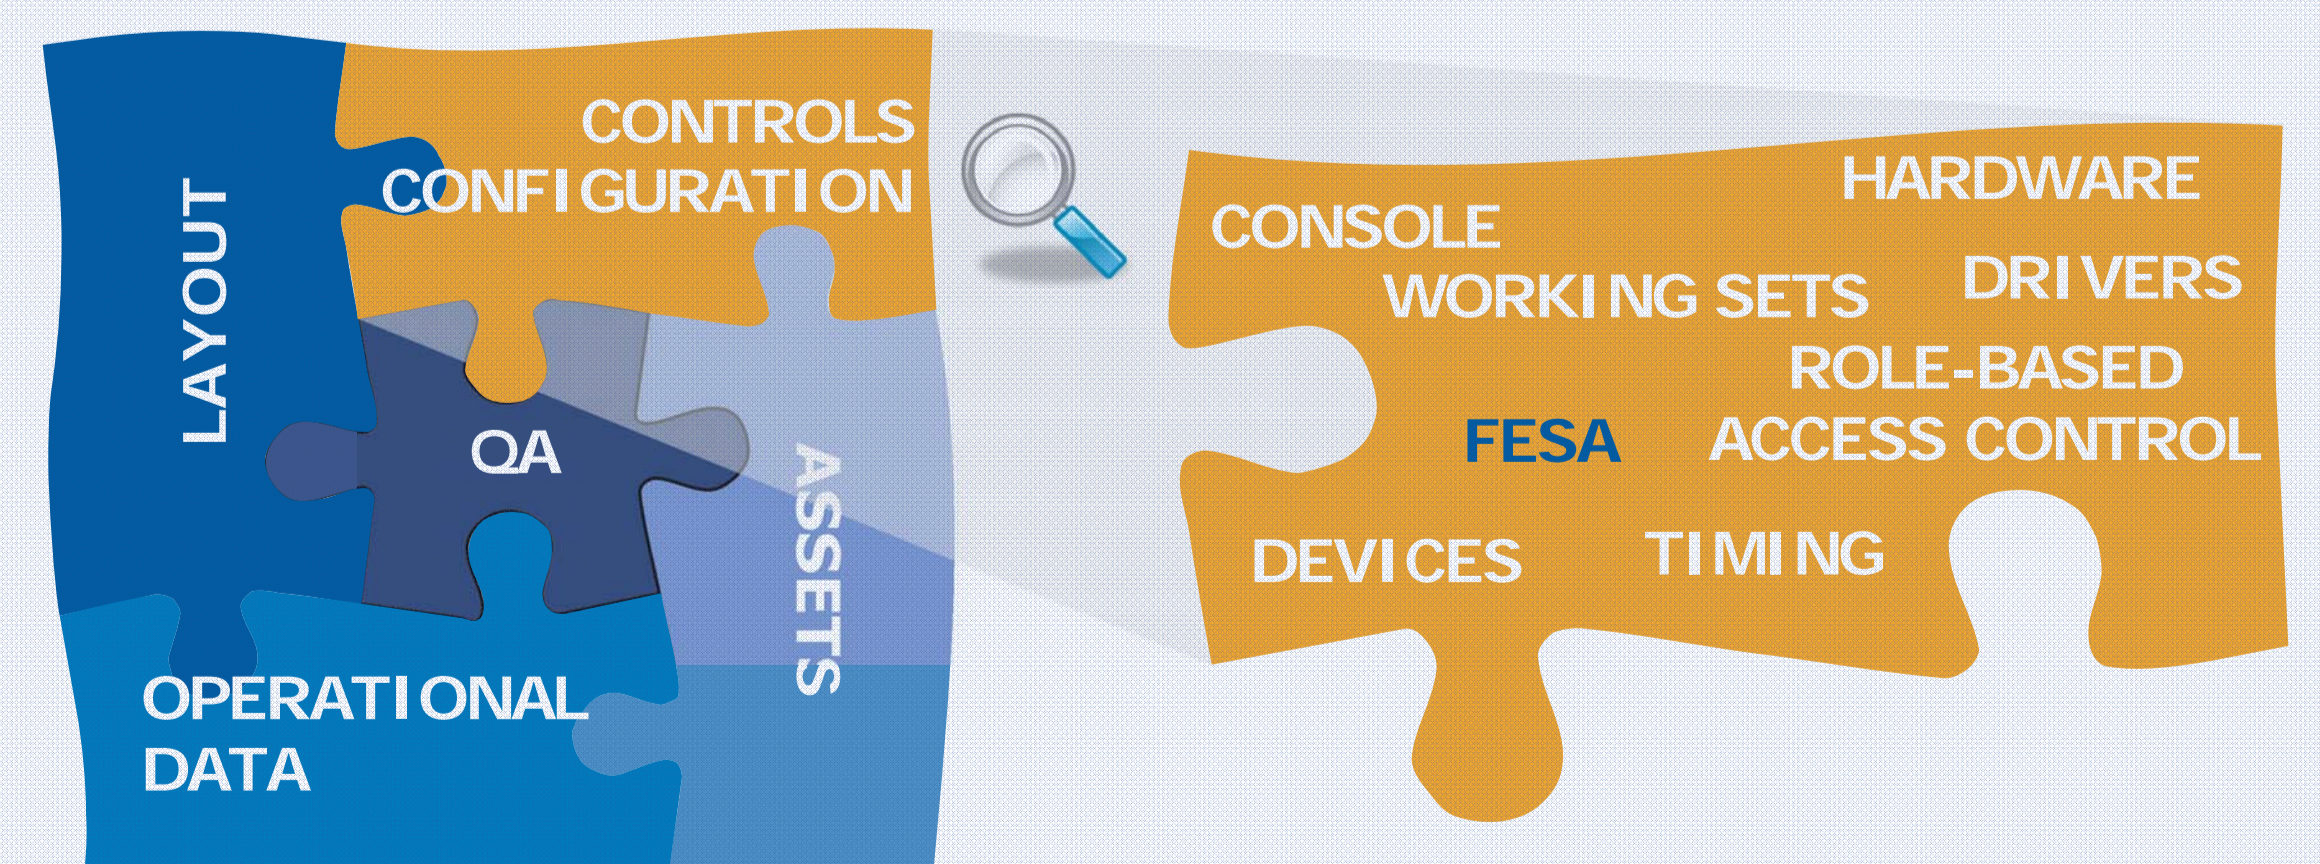 CONTROLS
CONFIGURATION
LAYOUT
QA
ASSETS
OPERATIONAL
DATA
HARDWARE
CONSOLE
WORKING SETS
DRIVERS
ROLE-BASED
FESA
ACCESS CONTROL
DEVICES
TIMING